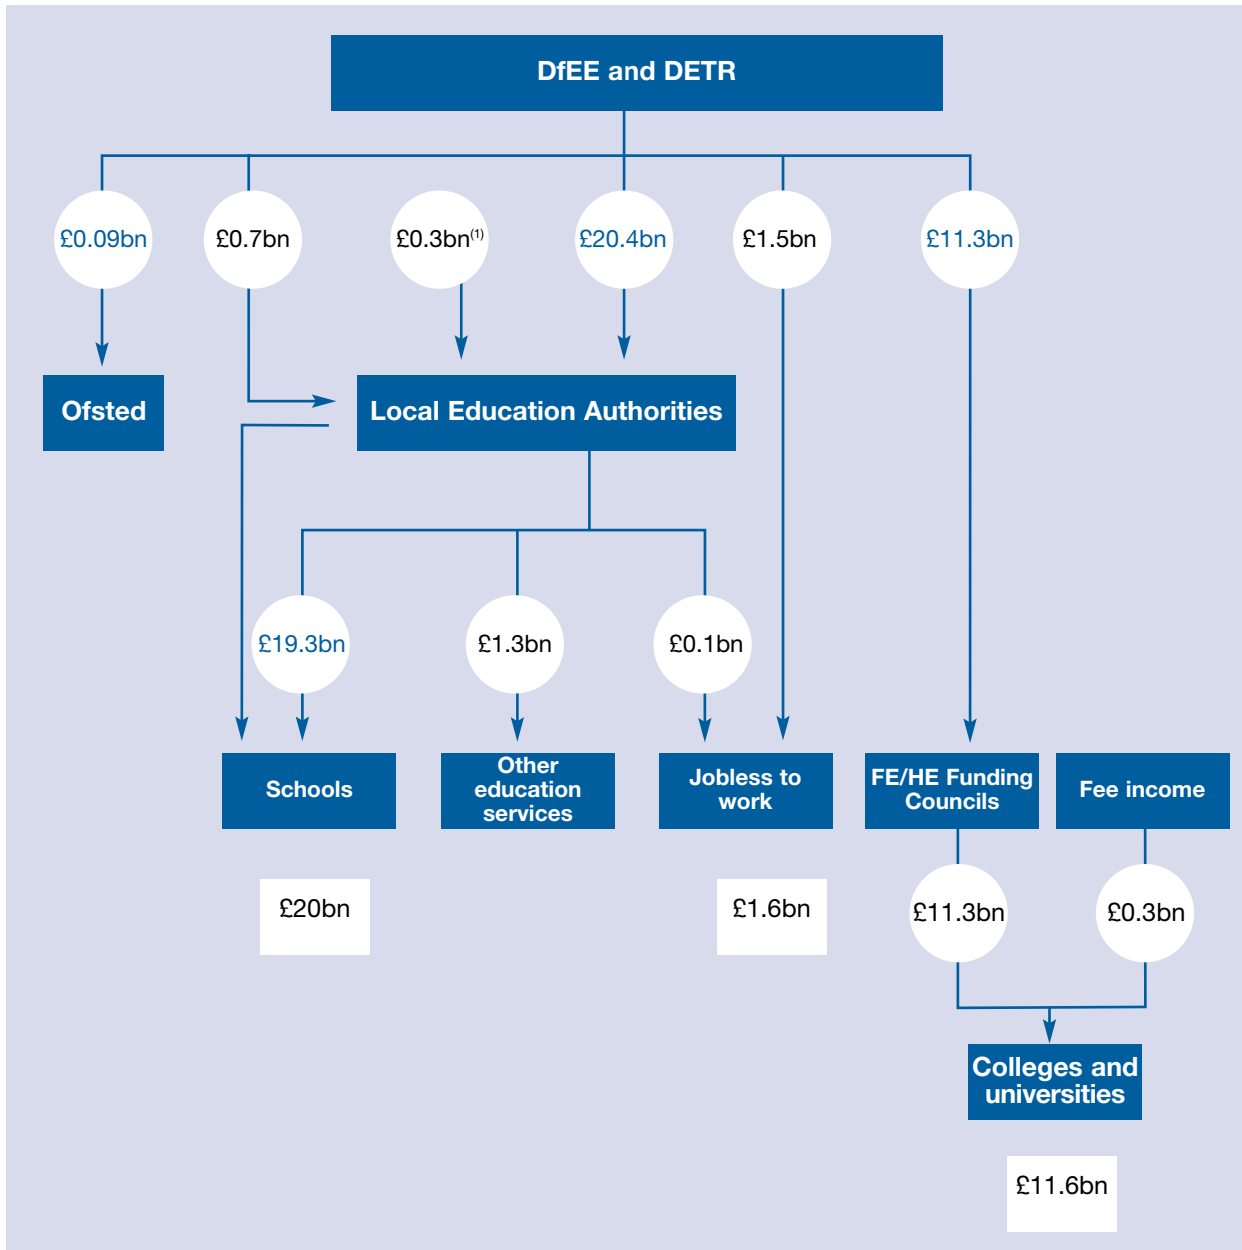 DfEE and DETR
£0.09bn
£0.7bn
£0.3bn(1)
£20.4bn
£1.5bn
£11.3bn
Ofsted
Local Education Authorities
£19.3bn
£1.3bn
£0.1bn
Schools
Other
education
services
Jobless to
work
FE/HE Funding
Councils
Fee income
£20bn
£1.6bn
£11.3bn
£0.3bn
Colleges and
universities
£11.6bn